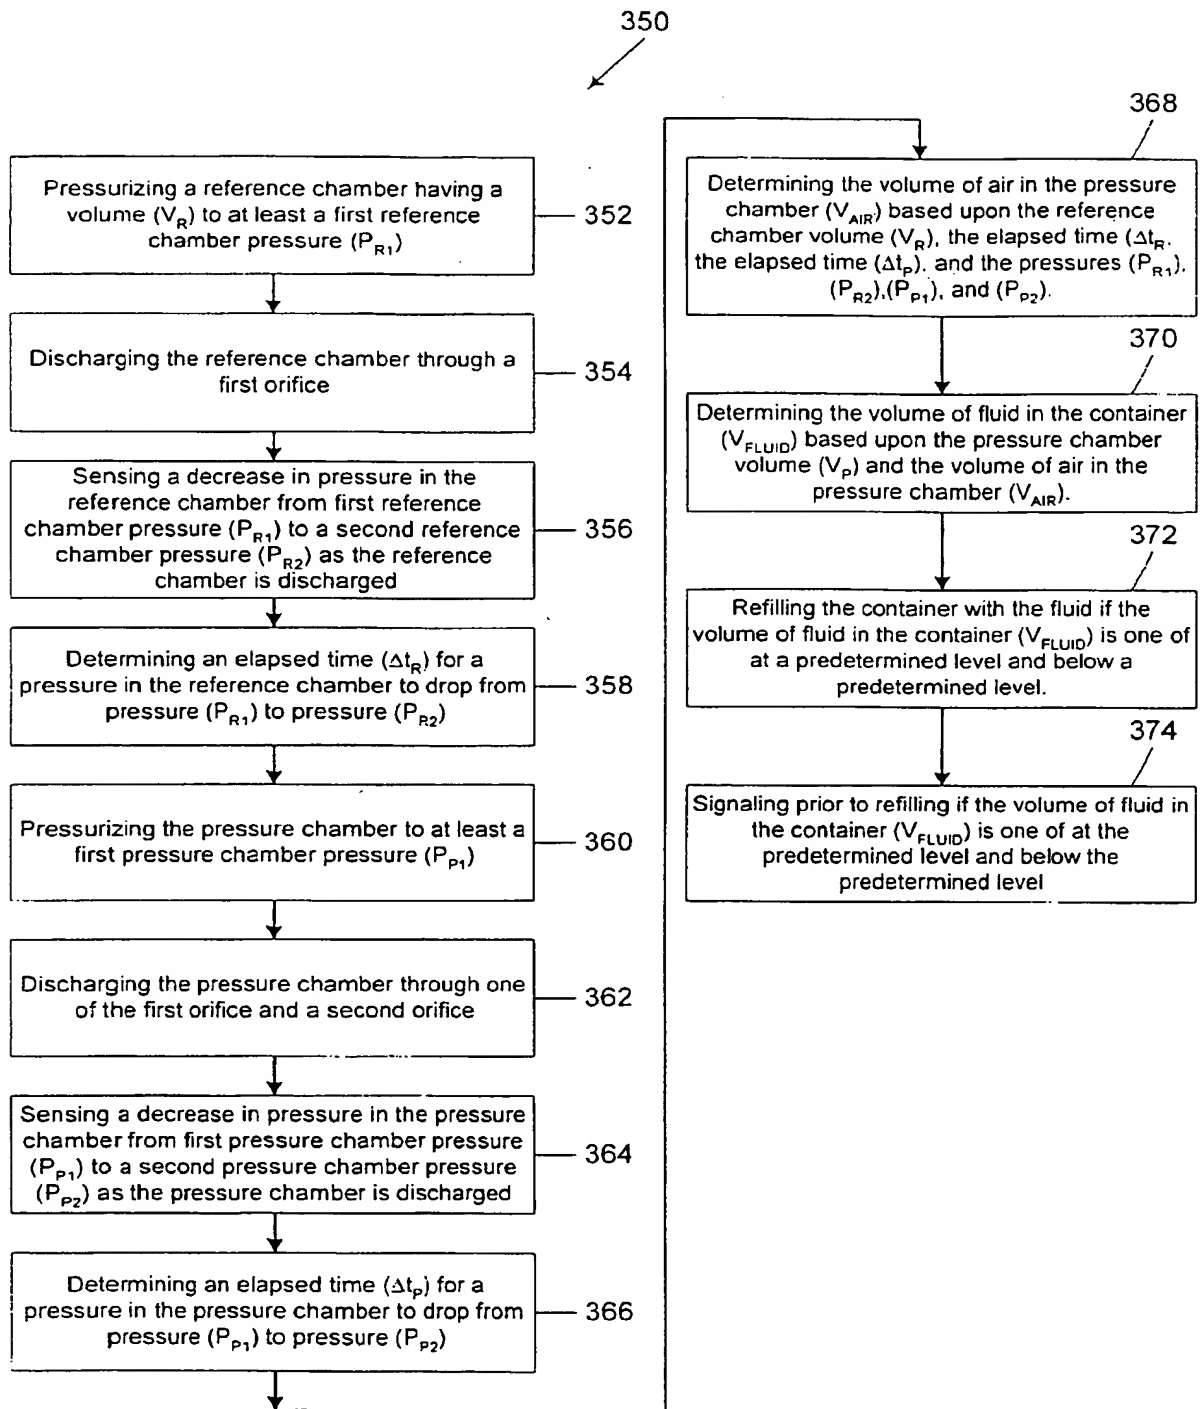 350
Pressurizing a reference chamber having a
volume (V_R) to at least a first reference
chamber pressure (P_R1)
352
Discharging the reference chamber through a
first orifice
354
Sensing a decrease in pressure in the
reference chamber from first reference
chamber pressure (P_R1) to a second reference
chamber pressure (P_R2) as the reference
chamber is discharged
356
Determining an elapsed time (Δt_R) for a
pressure in the reference chamber to drop from
pressure (P_R1) to pressure (P_R2)
358
Pressurizing the pressure chamber to at least a
first pressure chamber pressure (P_P1)
360
Discharging the pressure chamber through one
of the first orifice and a second orifice
362
Sensing a decrease in pressure in the pressure
chamber from first pressure chamber pressure
(P_P1) to a second pressure chamber pressure
(P_P2) as the pressure chamber is discharged
364
Determining an elapsed time (Δt_P) for a
pressure in the pressure chamber to drop from
pressure (P_P1) to pressure (P_P2)
366
368
Determining the volume of air in the pressure
chamber (V_AIR) based upon the reference
chamber volume (V_R), the elapsed time (Δt_R,
the elapsed time (Δt_P), and the pressures (P_R1),
(P_R2),(P_P1), and (P_P2).
370
Determining the volume of fluid in the container
(V_FLUID) based upon the pressure chamber
volume (V_P) and the volume of air in the
pressure chamber (V_AIR).
372
Refilling the container with the fluid if the
volume of fluid in the container (V_FLUID) is one of
at a predetermined level and below a
predetermined level.
374
Signaling prior to refilling if the volume of fluid in
the container (V_FLUID) is one of at the
predetermined level and below the
predetermined level